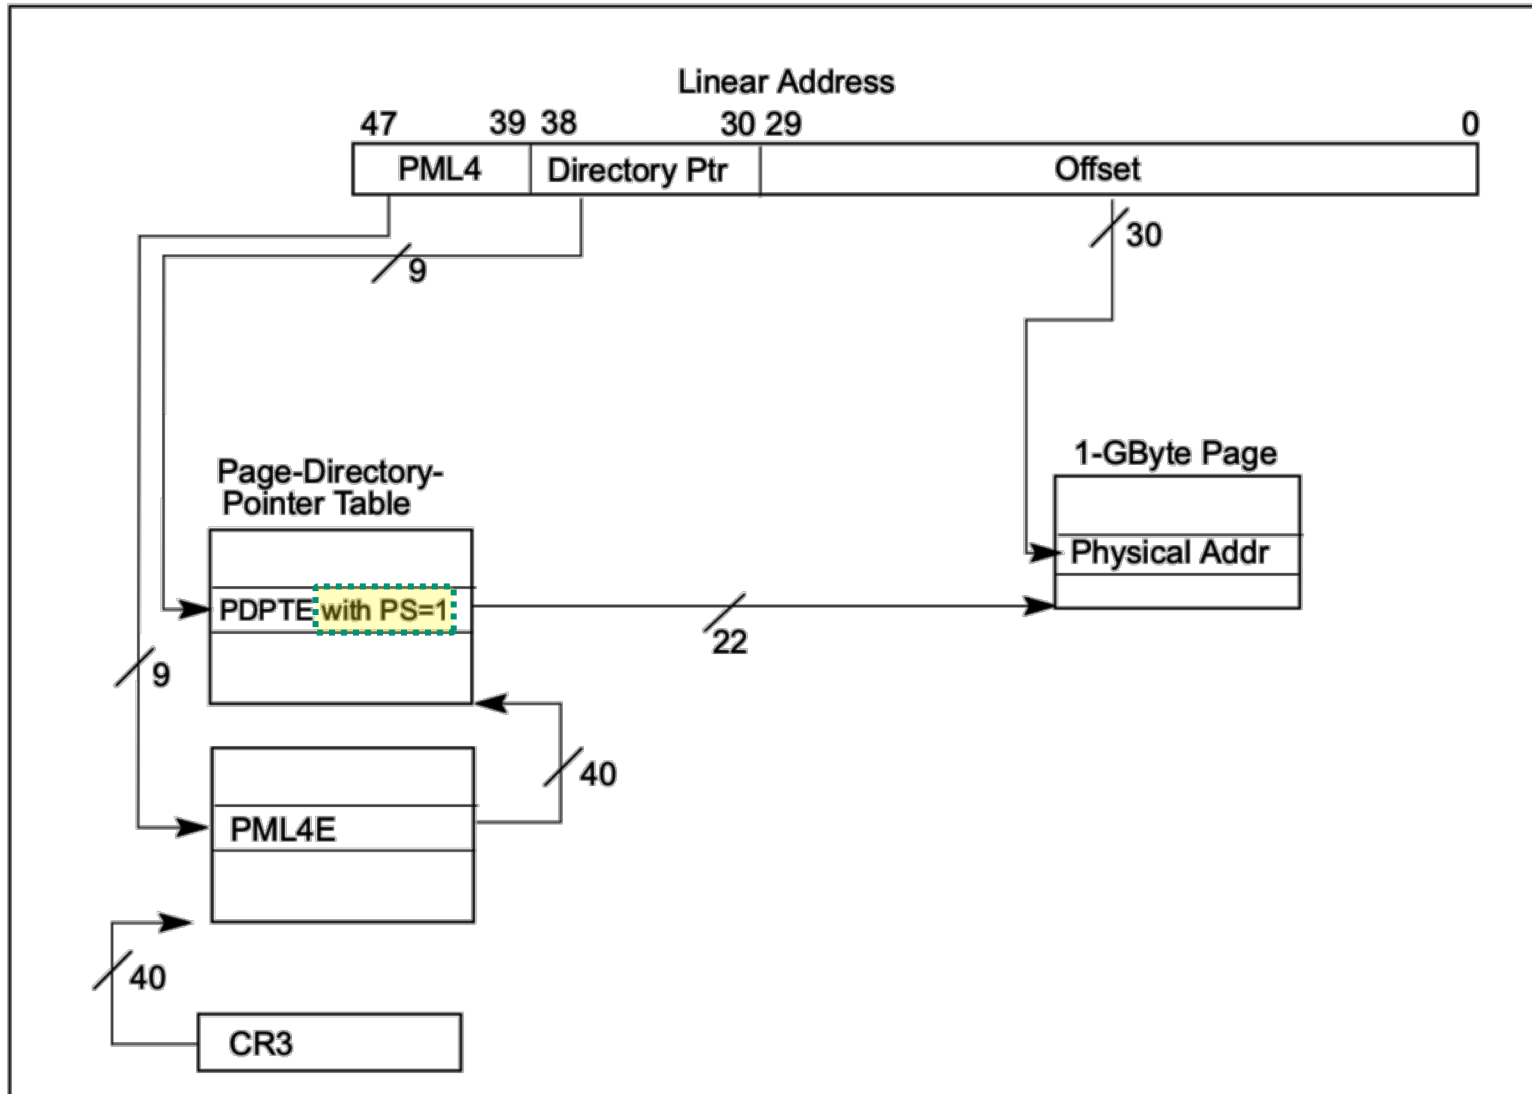 Linear Address
47 39 38 30 29 0
PML4 Directory Ptr Offset
30
9
1-GByte Page
Page-Directory-
Pointer Table
Physical Addr
PDPTE with PS=1
22
9
40
PML4E
40
CR3